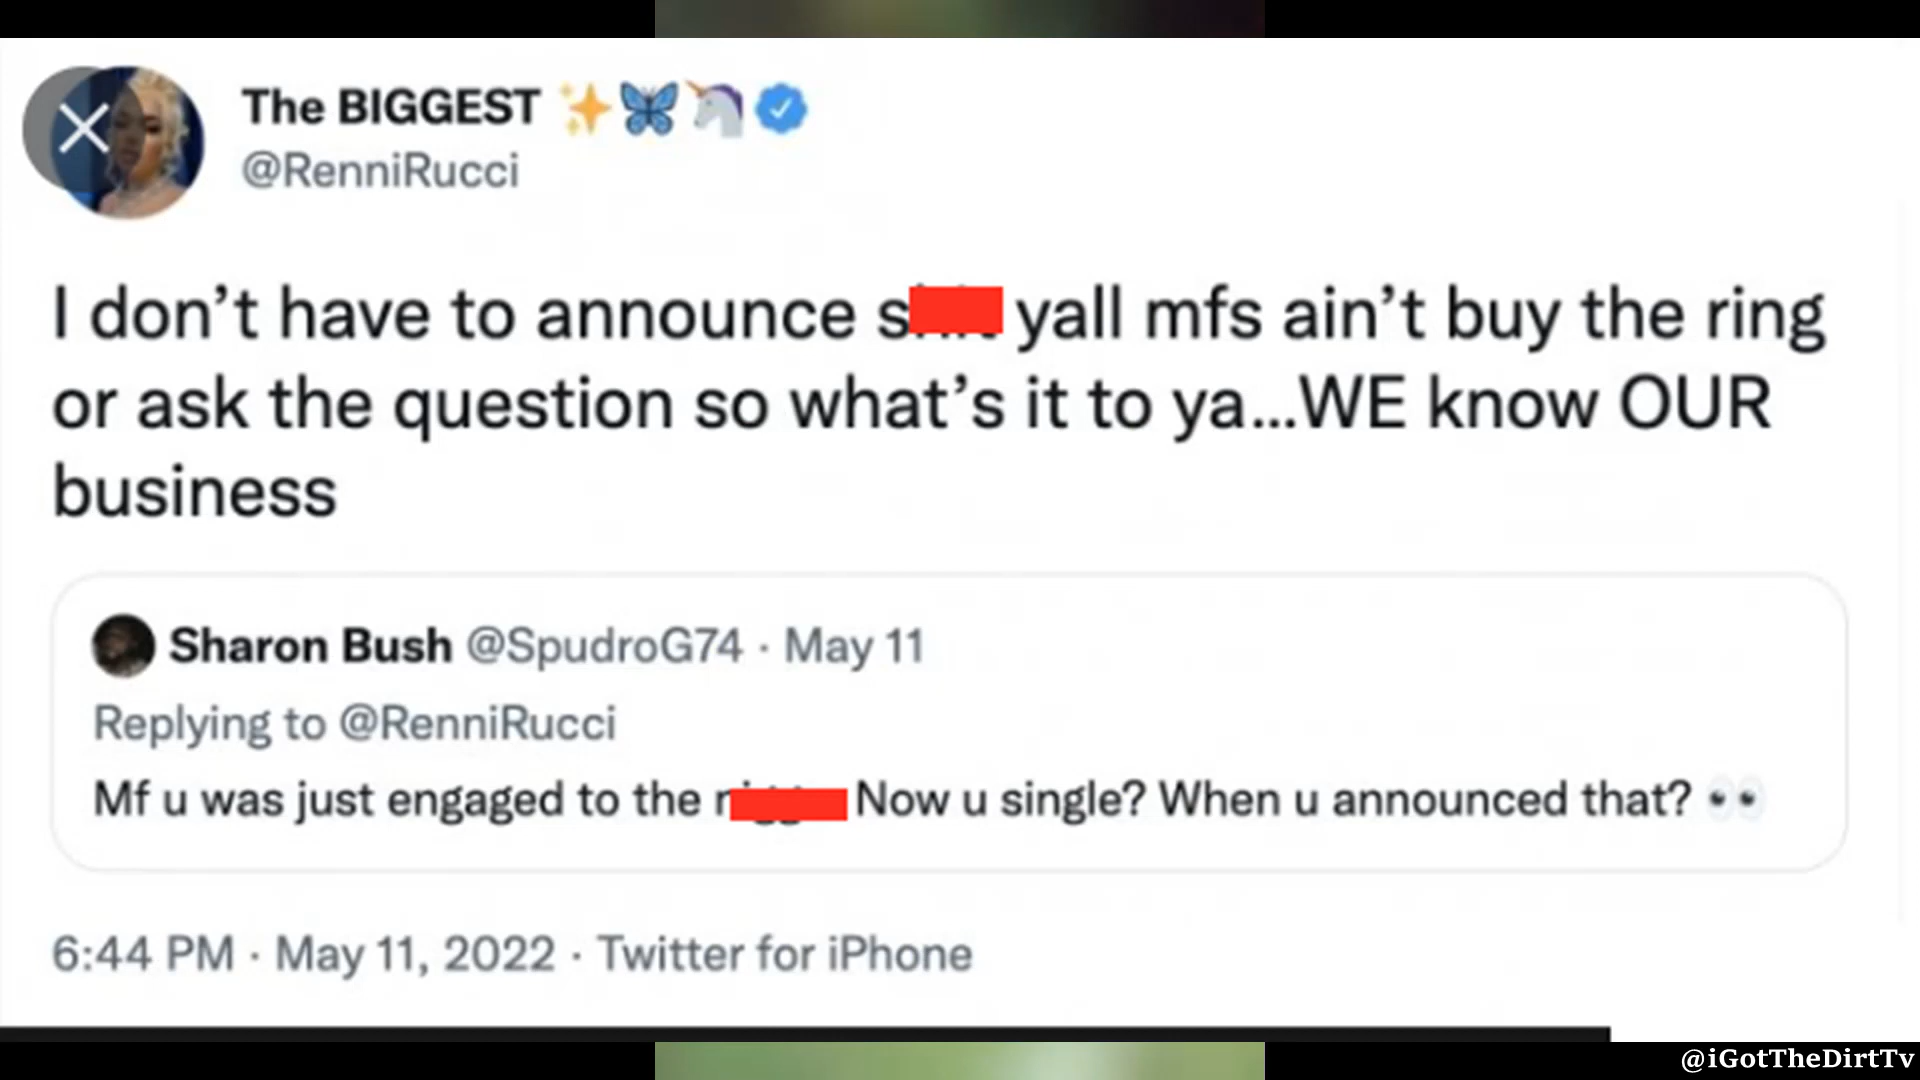 The BIGGEST ✨🦋🦄
@RenniRucci
I don’t have to announce s yall mfs ain’t buy the ring
or ask the question so what’s it to ya...WE know OUR
business
Sharon Bush @SpudroG74 · May 11
Replying to @RenniRucci
Mf u was just engaged to the Now u single? When u announced that? 👀
6:44 PM · May 11, 2022 · Twitter for iPhone
@iGotTheDirtTv